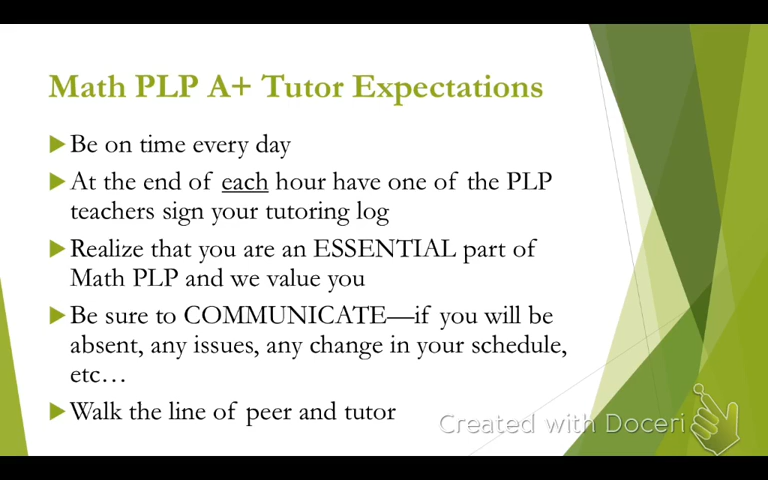 Math PLP A+ Tutor Expectations
Be on time every day
At the end of each hour have one of the PLP
teachers sign your tutoring log
Realize that you are an ESSENTIAL part of
Math PLP and we value you
Be sure to COMMUNICATE—if you will be
absent, any issues, any change in your schedule,
etc…
Walk the line of peer and tutor
Created with Doceri